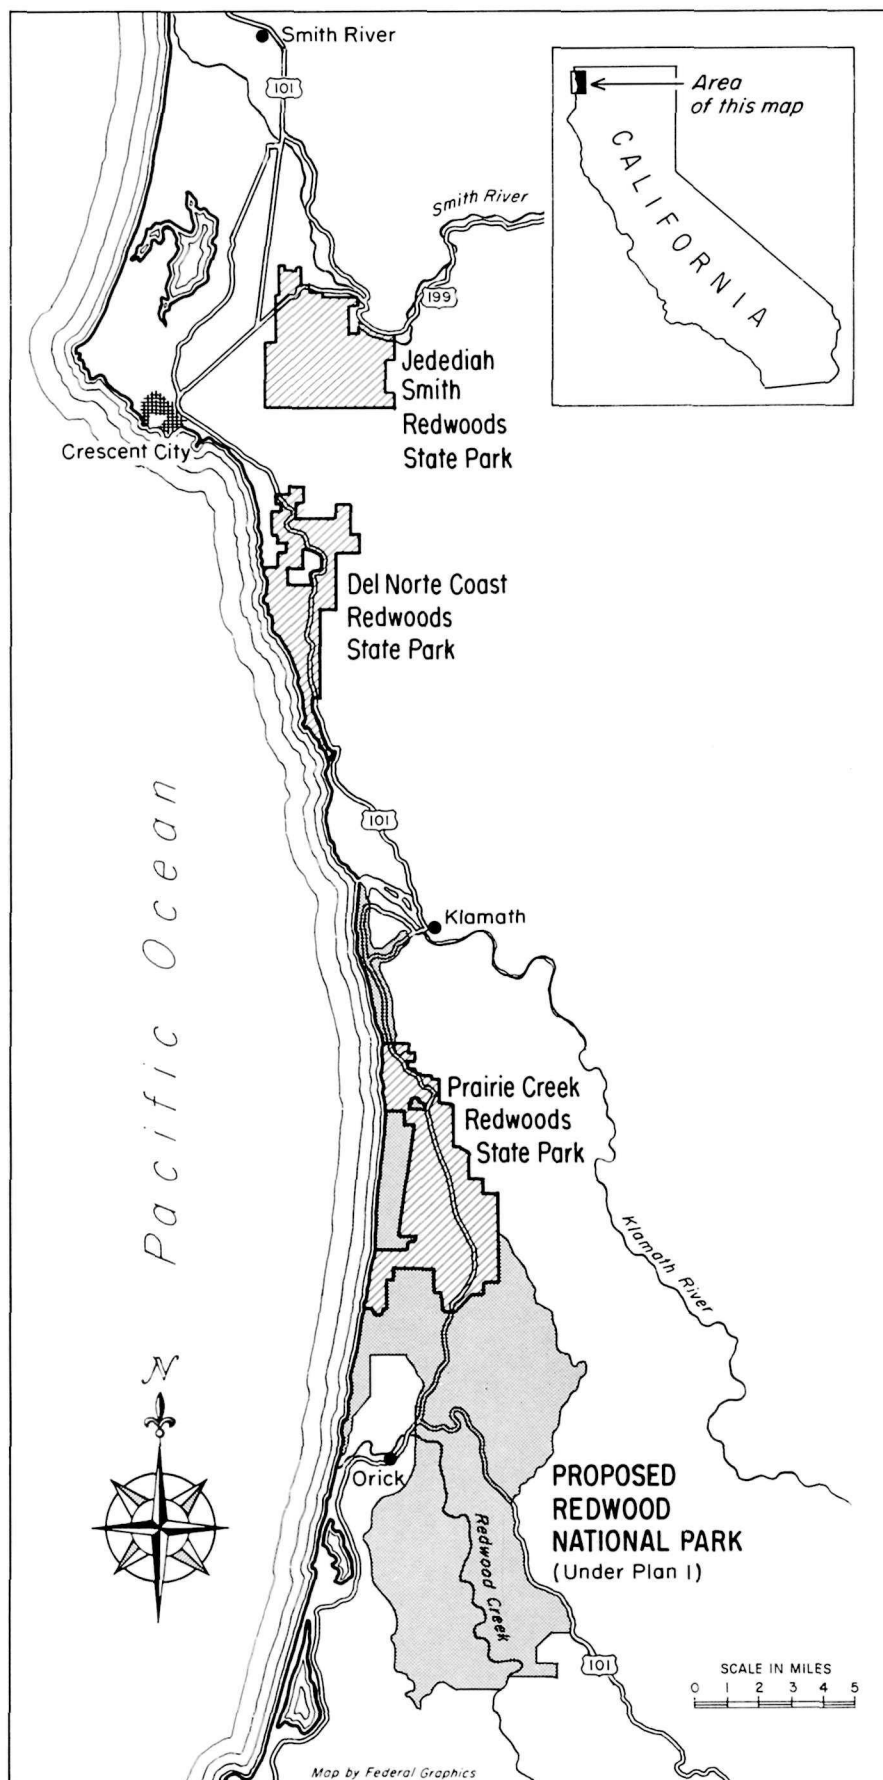 Smith River
101
Area
of this map
CALIFORNIA
Smith River
199
Jedediah
Smith
Redwoods
State Park
Crescent City
Del Norte Coast
Redwoods
State Park
Pacific Ocean
101
Klamath
Prairie Creek
Redwoods
State Park
Klamath River
N
Orick
PROPOSED
REDWOOD
NATIONAL PARK
(Under Plan I)
Redwood Creek
101
SCALE IN MILES
0 1 2 3 4 5
Map by Federal Graphics